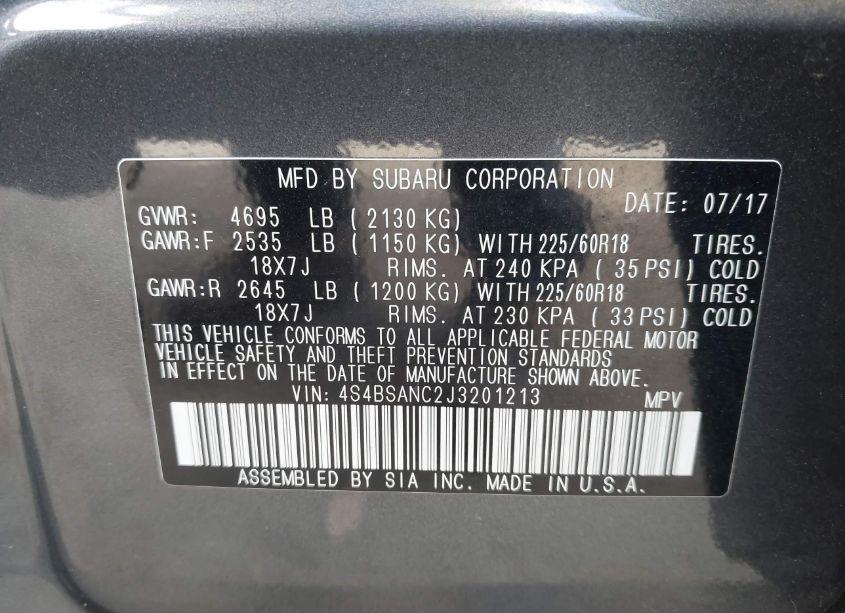 MFD BY SUBARU CORPORATION
DATE: 07/17
GVWR: 4695 LB ( 2130 KG)
GAWR:F 2535 LB ( 1150 KG) WITH 225/60R18 TIRES.
18X7J RIMS. AT 240 KPA ( 35 PSI) COLD
GAWR:R 2645 LB ( 1200 KG) WITH 225/60R18 TIRES.
18X7J RIMS. AT 230 KPA ( 33 PSI) COLD
THIS VEHICLE CONFORMS TO ALL APPLICABLE FEDERAL MOTOR
VEHICLE SAFETY AND THEFT PREVENTION STANDARDS
IN EFFECT ON THE DATE OF MANUFACTURE SHOWN ABOVE.
VIN: 4S4BSANC2J3201213 MPV
ASSEMBLED BY SIA INC. MADE IN U.S.A.